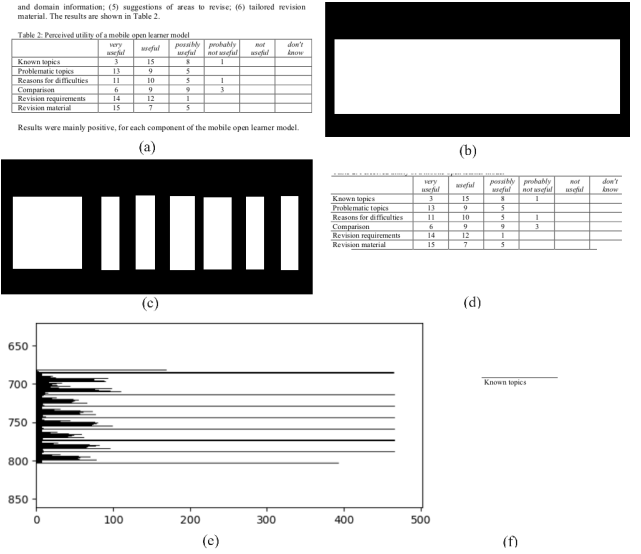 and domain information; (5) suggestions of areas to revise; (6) tailored revision
material. The results are shown in Table 2.
Table 2: Perceived utility of a mobile open learner model
very useful useful possibly useful probably not useful not useful don't know
Known topics 3 15 8 1
Problematic topics 13 9 5
Reasons for difficulties 11 10 5 1
Comparison 6 9 9 3
Revision requirements 14 12 1
Revision material 15 7 5
Results were mainly positive, for each component of the mobile open learner model.
(a)
(b)
(c)
very useful useful possibly useful probably not useful not useful don't know
Known topics 3 15 8 1
Problematic topics 13 9 5
Reasons for difficulties 11 10 5 1
Comparison 6 9 9 3
Revision requirements 14 12 1
Revision material 15 7 5
(d)
650
700
750
800
850
0 100 200 300 400 500
(e)
Known topics
(f)